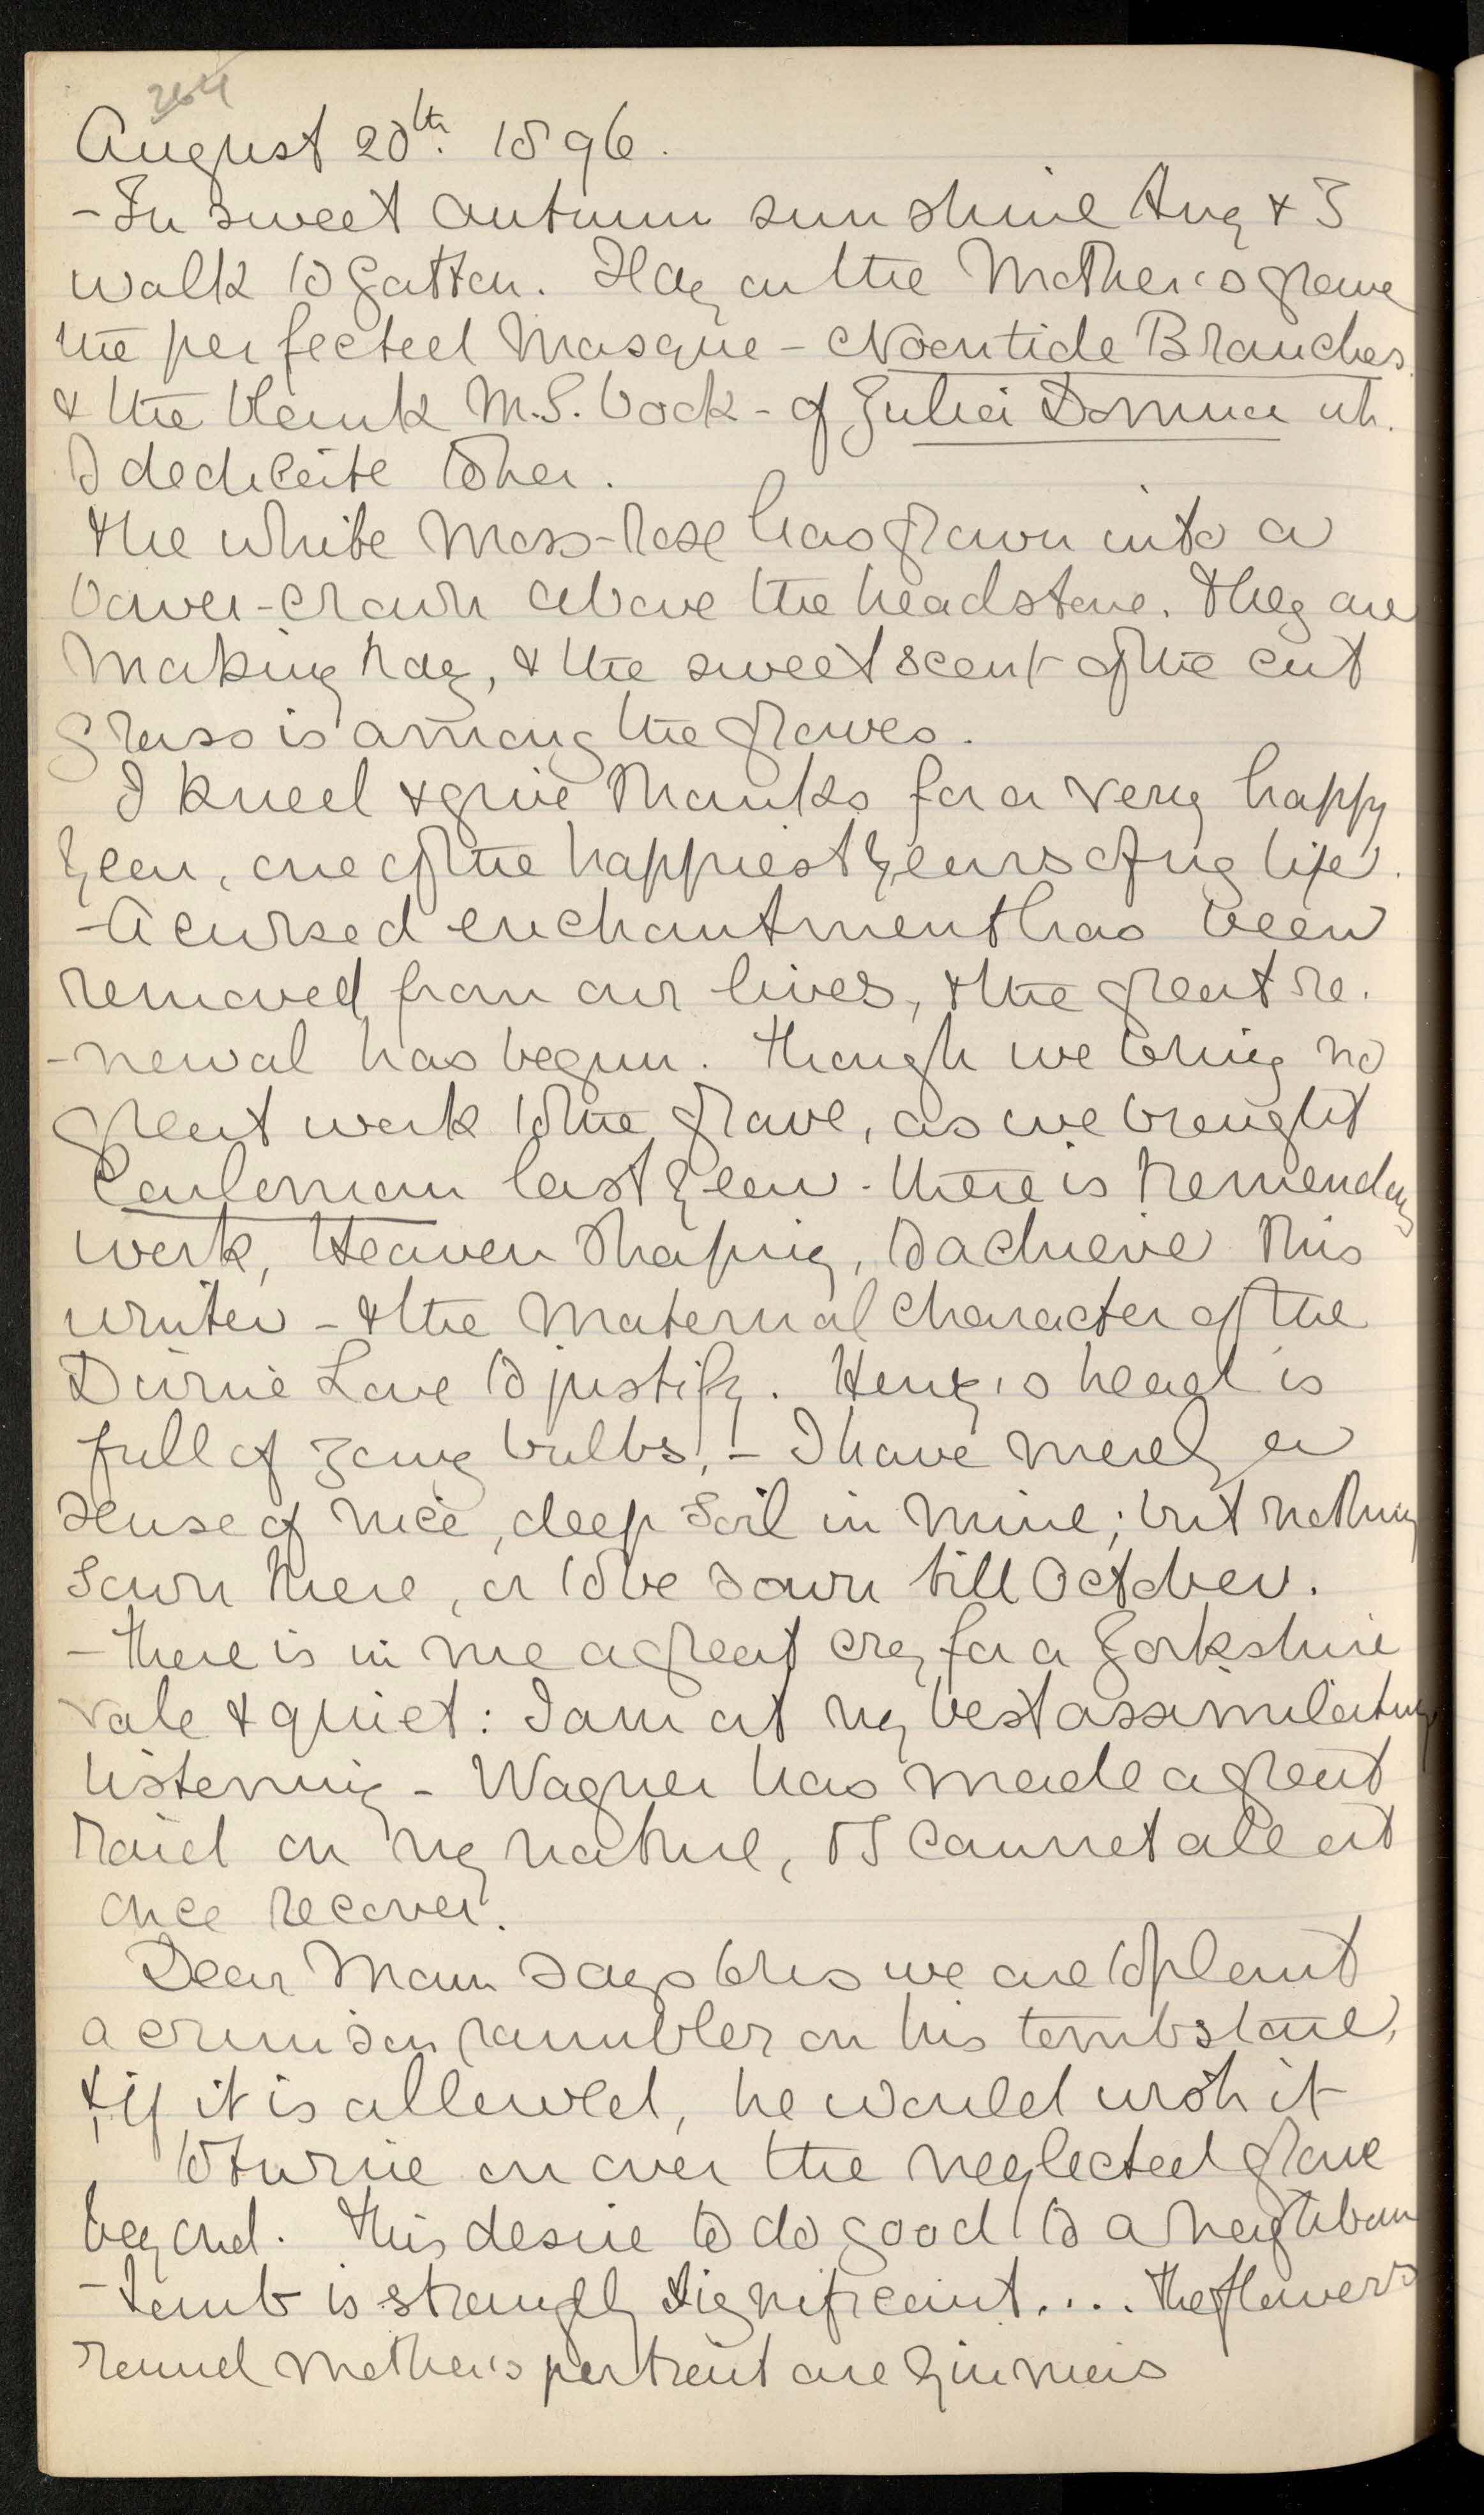 264
August 20th. 1896.
- In sweet autumn sunshine Amy & I
walk to Gatton. I lay on the Mother's grave
the perfected Masque - Noontide Branches.
& the blank M.S. book - of Julia Domna wh.
I dedicate to her.
The white moss-rose has grown into a
bower-crown above the headstone. They are
making hay, & the sweet scent of the cut
grass is among the graves.
I kneel & give thanks for a very happy
year, one of the happiest years of my life.
- A cursed enchantment has been
removed from our lives, & the great re.
- newal has begun. Though we bring no
great work to the grave, as we brought
Carloman last year - there is tremendous
work, Heaven shaping, to achieve this
winter - & the maternal character of the
Divine Love to justify. Henry's head is
full of young bulbs, - I have merely a
sense of nice, deep soil in mine; but nothing
sown there, or to be sown till October.
- There is in me a great cry for a Yorkshire
vale & quiet: I am at my best assimilating
listening - Wagner has made a great
raid on my nature, & I cannot all at
once recover.
Dear Man says this we are to plant
a crimson rambler on his tombstone,
& if it is allowed, he would wish it
to twine on over the neglected grave
beyond. This desire to do good to a neighbour
- tomb is strangely significant.... The flowers
round Mother's portrait are zinnias